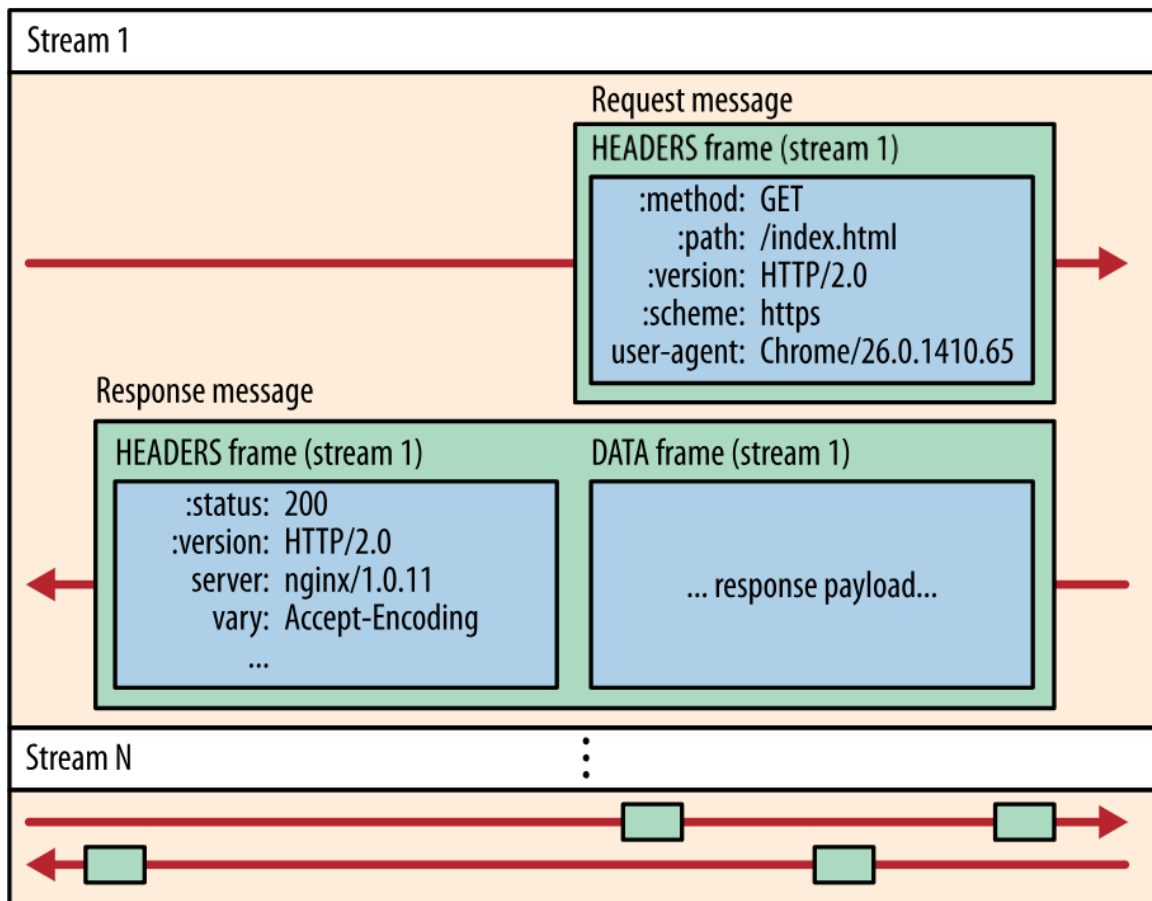 Stream 1
Request message
HEADERS frame (stream 1)
:method: GET
:path: /index.html
:version: HTTP/2.0
:scheme: https
user-agent: Chrome/26.0.1410.65
Response message
HEADERS frame (stream 1)
:status: 200
:version: HTTP/2.0
server: nginx/1.0.11
vary: Accept-Encoding
...
DATA frame (stream 1)
... response payload...
Stream N